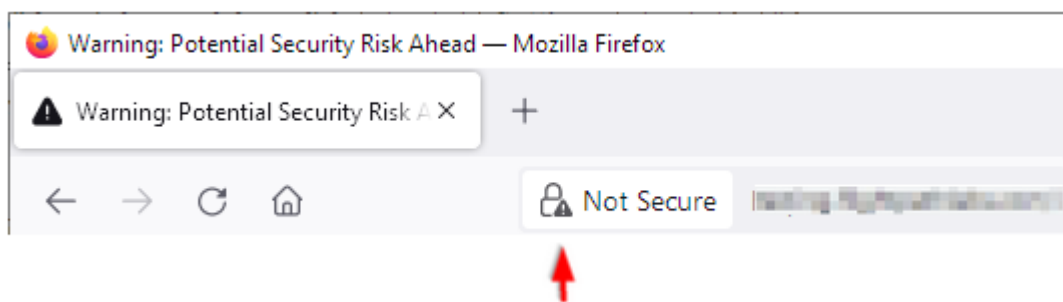 Warning: Potential Security Risk Ahead — Mozilla Firefox
Warning: Potential Security Risk A
Not Secure